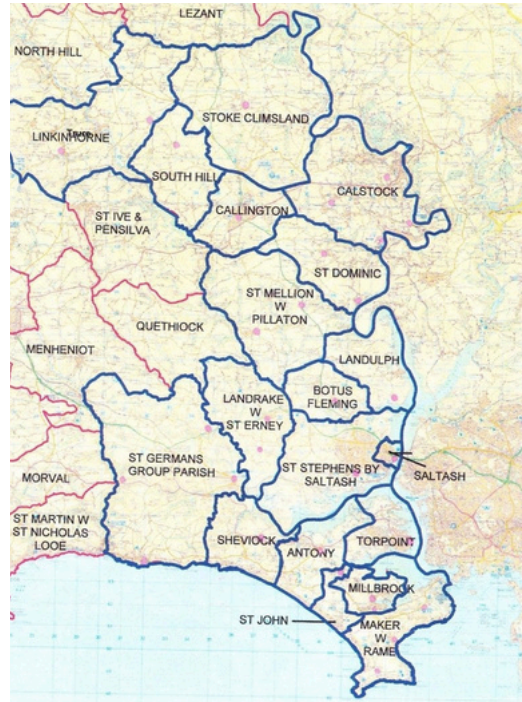 LEZANT
NORTH HILL
STOKE CLIMSLAND
LINKINHORNE
SOUTH HILL
CALSTOCK
CALLINGTON
ST IVE &
PENSILVA
ST DOMINIC
ST MELLION
W
PILLATON
QUETHIOCK
MENHENIOT
LANDULPH
BOTUS
FLEMING
LANDRAKE
W
ST ERNEY
ST GERMANS
GROUP PARISH
ST STEPHENS BY
SALTASH
SALTASH
MORVAL
ST MARTIN W
ST NICHOLAS
LOOE
SHEVIOCK
ANTONY
TORPOINT
MILLBROOK
ST JOHN
MAKER
W.
RAME